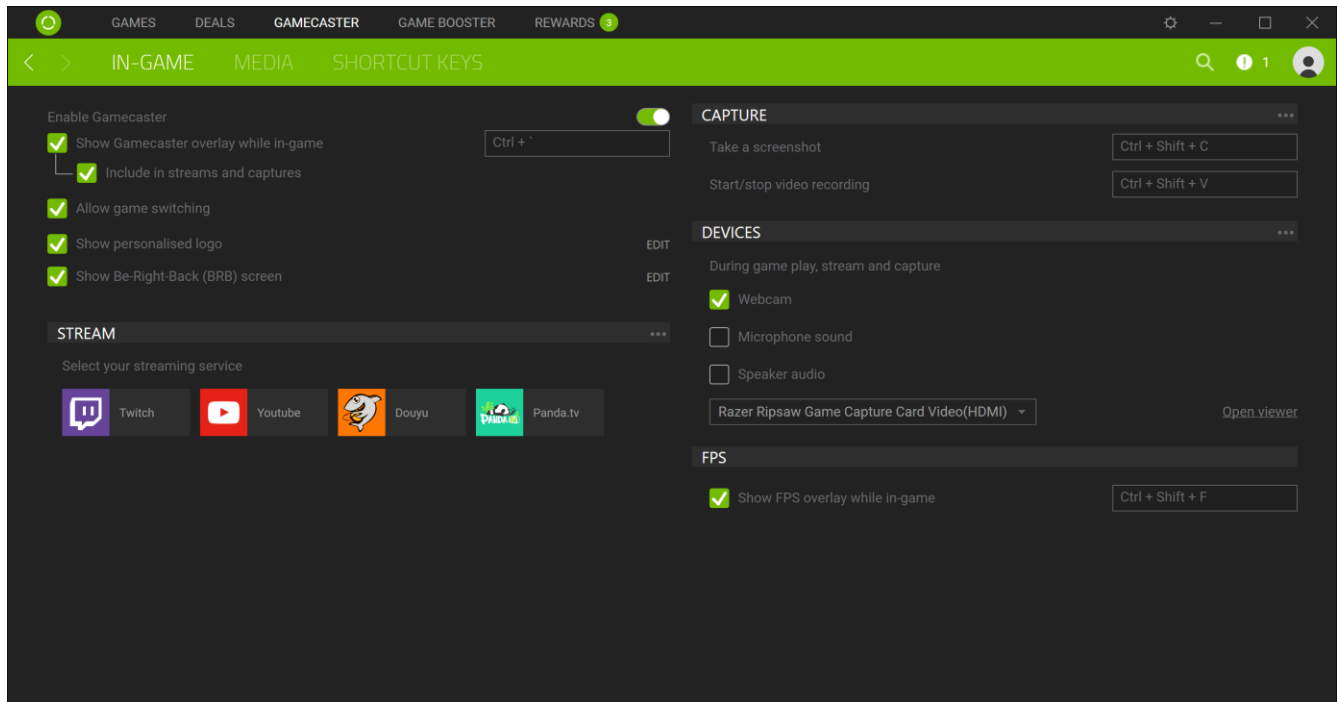 GAMES DEALS GAMECASTER GAME BOOSTER REWARDS 3
IN-GAME MEDIA SHORTCUT KEYS 1
Enable Gamecaster
Show Gamecaster overlay while in-game Ctrl + `
Include in streams and captures
Allow game switching
Show personalised logo EDIT
Show Be-Right-Back (BRB) screen EDIT
STREAM
Select your streaming service
Twitch Youtube Douyu PANDA.TV Panda.tv
CAPTURE
Take a screenshot Ctrl + Shift + C
Start/stop video recording Ctrl + Shift + V
DEVICES
During game play, stream and capture
Webcam
Microphone sound
Speaker audio
Razer Ripsaw Game Capture Card Video(HDMI) Open viewer
FPS
Show FPS overlay while in-game Ctrl + Shift + F